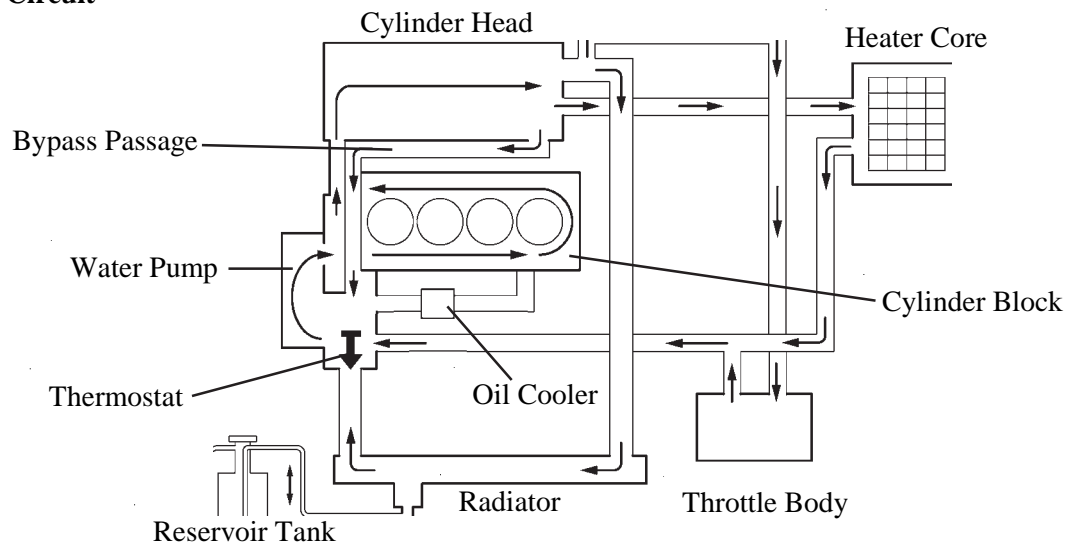 Circuit
Cylinder Head
Heater Core
Bypass Passage
Water Pump
Cylinder Block
Thermostat
Oil Cooler
Radiator
Throttle Body
Reservoir Tank